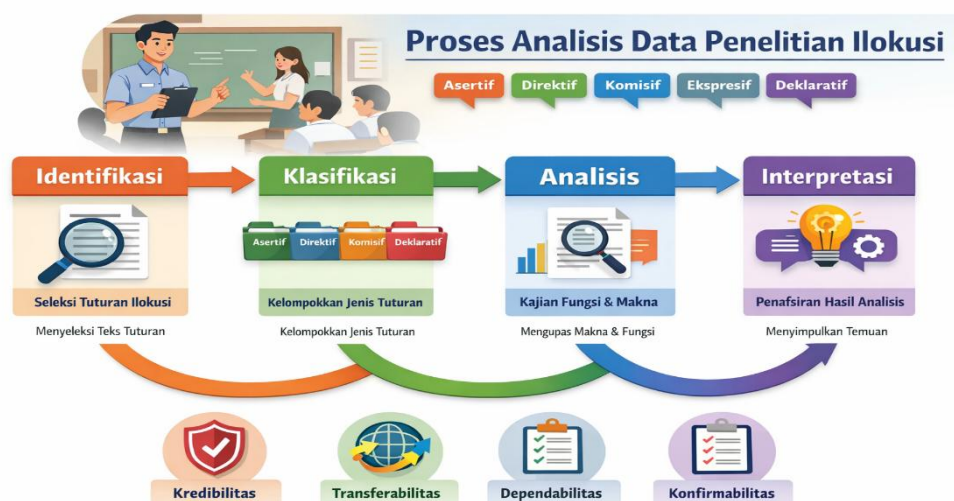 Proses Analisis Data Penelitian Ilokusi
Asertif
Direktif
Komisif
Ekspresif
Deklaratif
Identifikasi
Klasifikasi
Analisis
Interpretasi
Asertif
Direktif
Komisif
Deklaratif
Seleksi Tuturan Ilokusi
Kelompokkan Jenis Tuturan
Kajian Fungsi & Makna
Penafsiran Hasil Analisis
Menyeleksi Teks Tuturan
Kelompokkan Jenis Tuturan
Mengupas Makna & Fungsi
Menyimpulkan Temuan
Kredibilitas
Transferabilitas
Dependabilitas
Konfirmabilitas